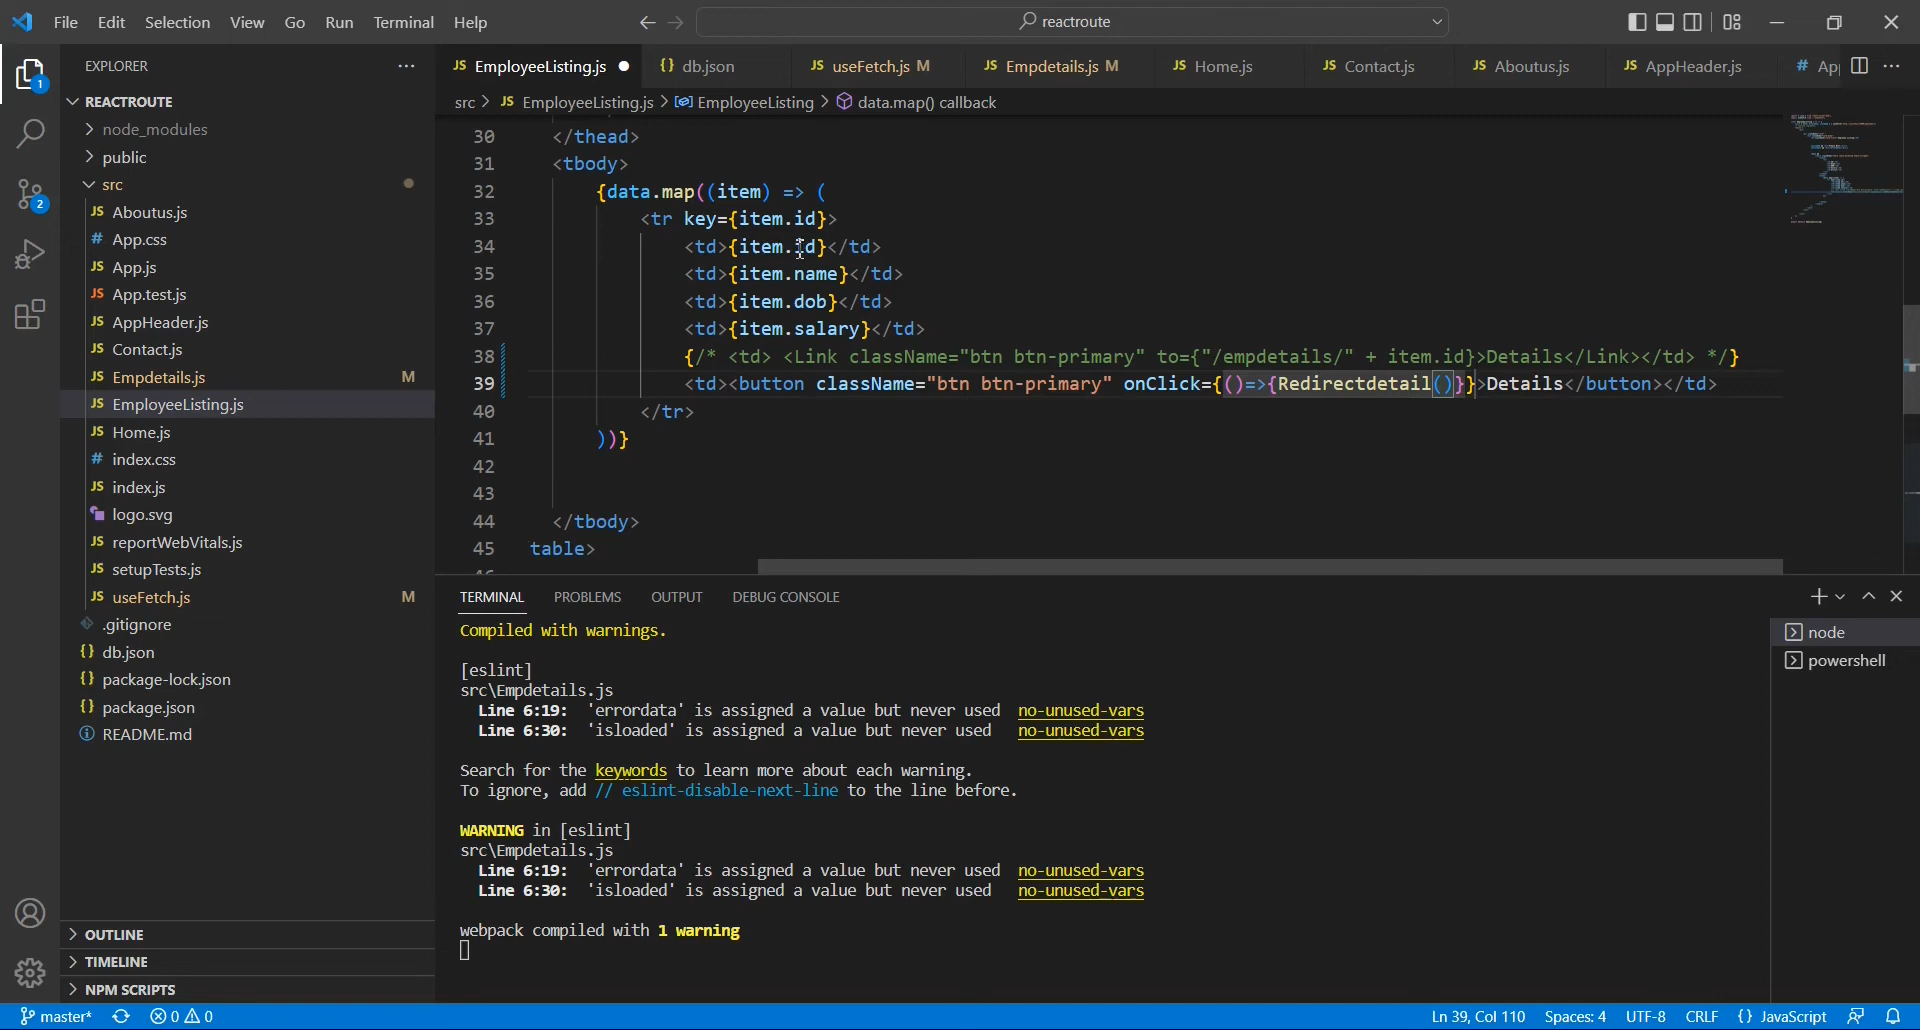 File Edit Selection View Go Run Terminal Help
reactroute
EXPLORER
REACTROUTE
node_modules
public
src
JS Aboutus.js
# App.css
JS App.js
JS App.test.js
JS AppHeader.js
JS Contact.js
JS Empdetails.js M
JS EmployeeListing.js
JS Home.js
# index.css
JS index.js
logo.svg
JS reportWebVitals.js
JS setupTests.js
JS useFetch.js M
.gitignore
{} db.json
{} package-lock.json
{} package.json
README.md
OUTLINE
TIMELINE
NPM SCRIPTS
1
2
JS EmployeeListing.js {} db.json JS useFetch.js M JS Empdetails.js M JS Home.js JS Contact.js JS Aboutus.js JS AppHeader.js # Ap
src > JS EmployeeListing.js > EmployeeListing > data.map() callback
30 </thead>
31 <tbody>
32 {data.map((item) => (
33 <tr key={item.id}>
34 <td>{item.id}</td>
35 <td>{item.name}</td>
36 <td>{item.dob}</td>
37 <td>{item.salary}</td>
38 {/* <td> <Link className="btn btn-primary" to={"/empdetails/" + item.id}>Details</Link></td> */}
39 <td><button className="btn btn-primary" onClick={()=>{Redirectdetail()}}>Details</button></td>
40 </tr>
41 ))}
42
43
44 </tbody>
45 table>
TERMINAL PROBLEMS OUTPUT DEBUG CONSOLE
Compiled with warnings.
[eslint]
src\Empdetails.js
Line 6:19: 'errordata' is assigned a value but never used no-unused-vars
Line 6:30: 'isloaded' is assigned a value but never used no-unused-vars
Search for the keywords to learn more about each warning.
To ignore, add // eslint-disable-next-line to the line before.
WARNING in [eslint]
src\Empdetails.js
Line 6:19: 'errordata' is assigned a value but never used no-unused-vars
Line 6:30: 'isloaded' is assigned a value but never used no-unused-vars
webpack compiled with 1 warning
node
powershell
master* 0 0 Ln 39, Col 110 Spaces: 4 UTF-8 CRLF {} JavaScript